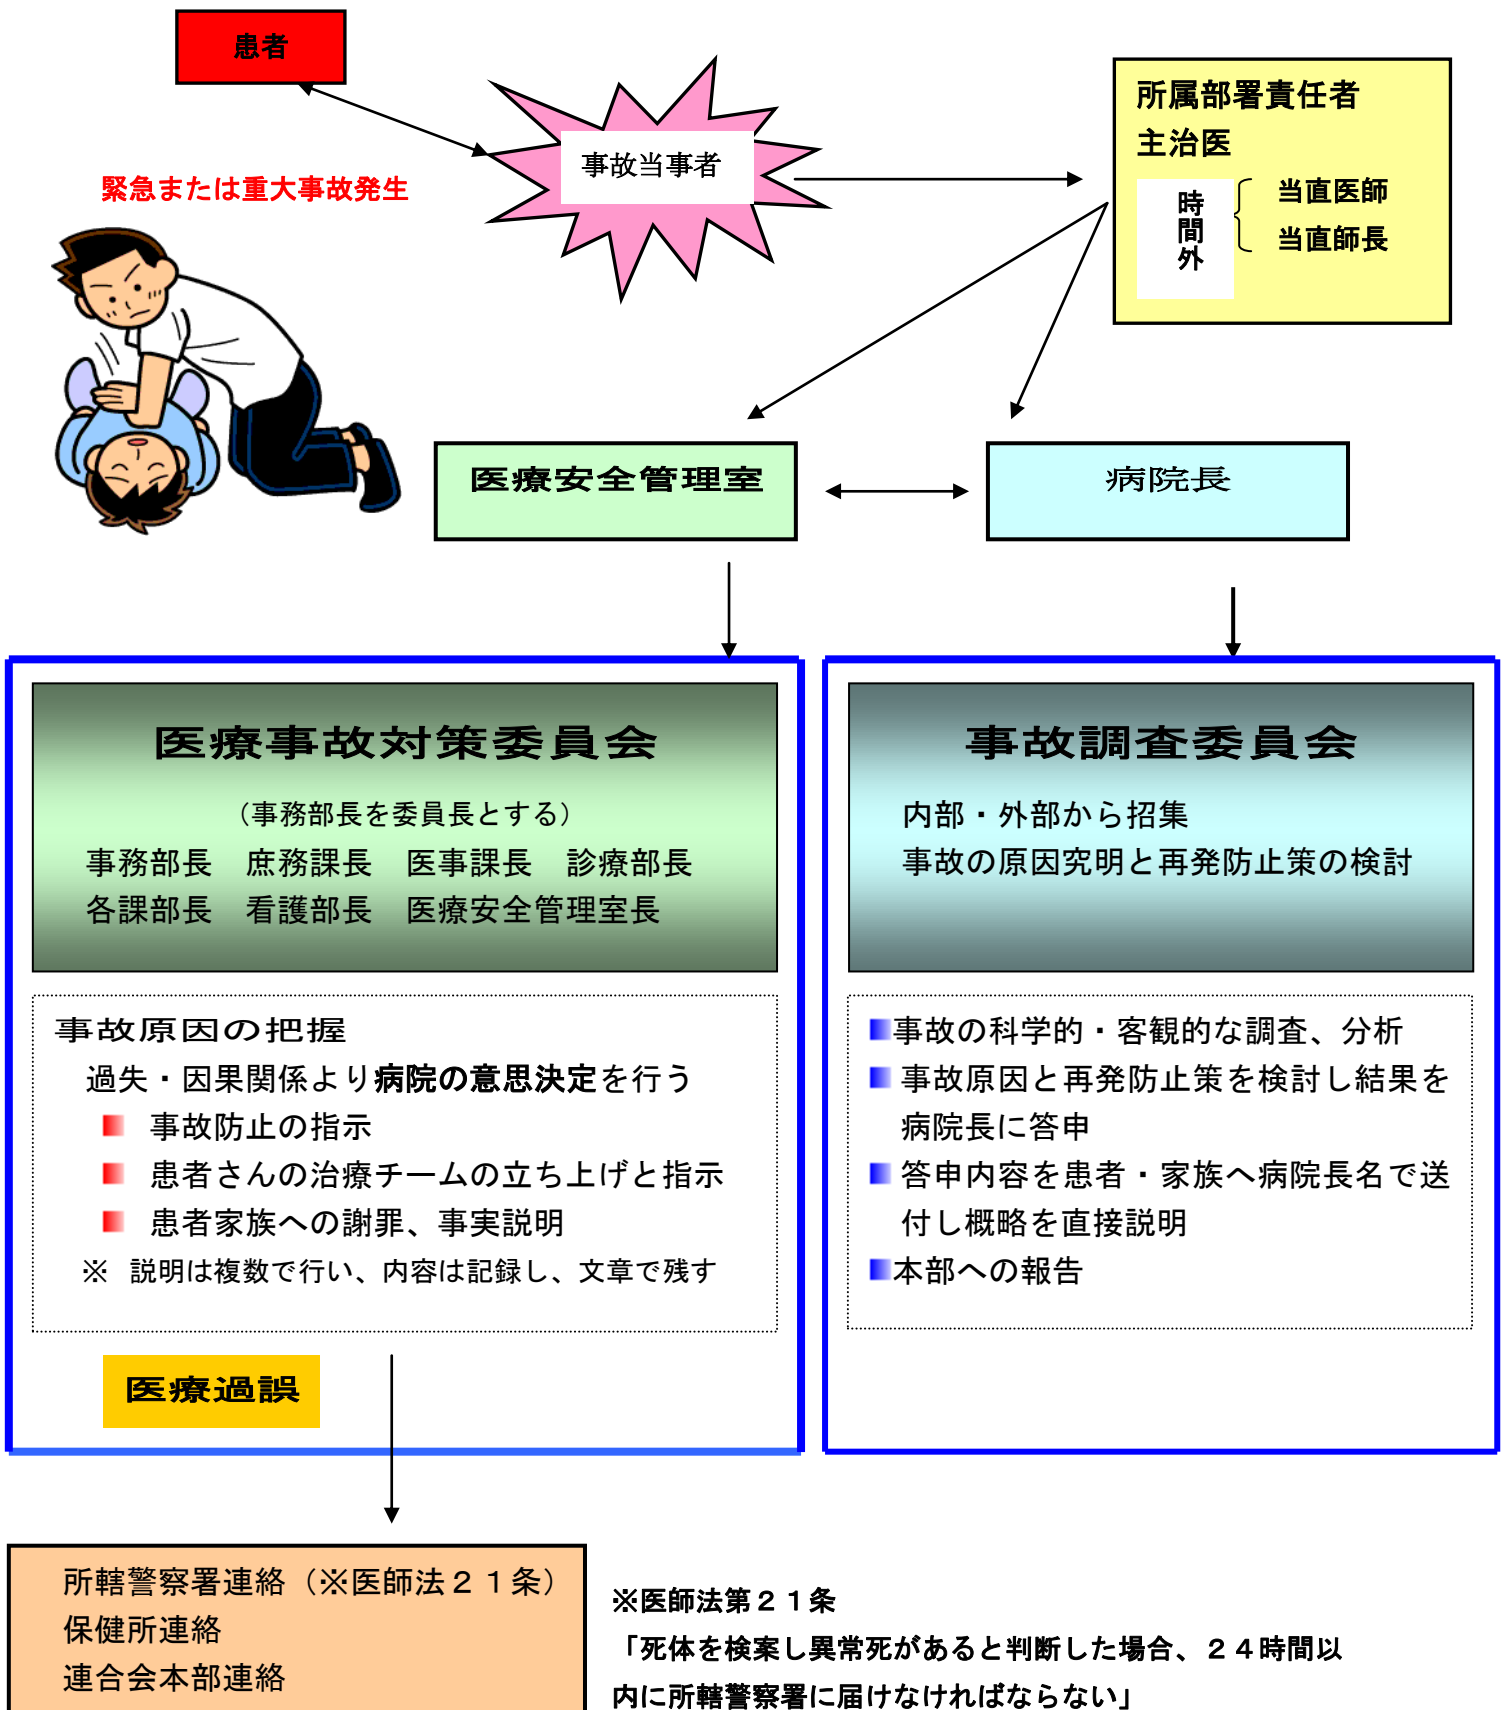 患者
事故当事者
所属部署責任者
主治医
時間外
当直医師
当直師長
緊急または重大事故発生
医療安全管理室
病院長
医療事故対策委員会
（事務部長を委員長とする）
事務部長　庶務課長　医事課長　診療部長
各課部長　看護部長　医療安全管理室長
事故調査委員会
内部・外部から招集
事故の原因究明と再発防止策の検討
事故原因の把握
過失・因果関係より病院の意思決定を行う
事故防止の指示
患者さんの治療チームの立ち上げと指示
患者家族への謝罪、事実説明
※　説明は複数で行い、内容は記録し、文章で残す
事故の科学的・客観的な調査、分析
事故原因と再発防止策を検討し結果を
病院長に答申
答申内容を患者・家族へ病院長名で送
付し概略を直接説明
本部への報告
医療過誤
所轄警察署連絡（※医師法２１条）
保健所連絡
連合会本部連絡
※医師法第２１条
「死体を検案し異常死があると判断した場合、２４時間以
内に所轄警察署に届けなければならない」